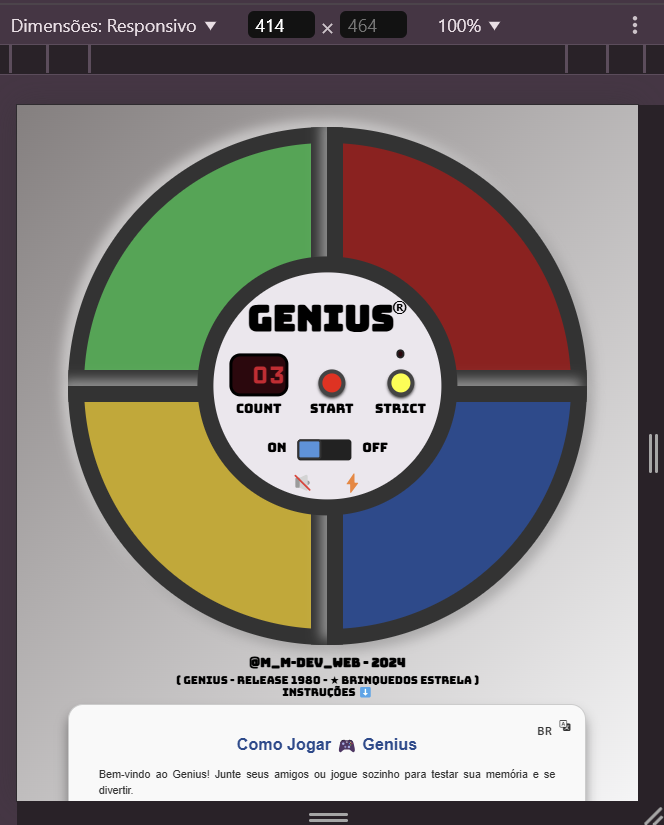 Dimensões: Responsivo ▼ 414 × 464 100% ▼
GENIUS®
03
COUNT START STRICT
ON OFF
@M_M-DEV_WEB - 2024
( GENIUS - RELEASE 1980 - ★ BRINQUEDOS ESTRELA )
INSTRUÇÕES ⬇️
BR
Como Jogar 🎮 Genius
Bem-vindo ao Genius! Junte seus amigos ou jogue sozinho para testar sua memória e se
divertir.